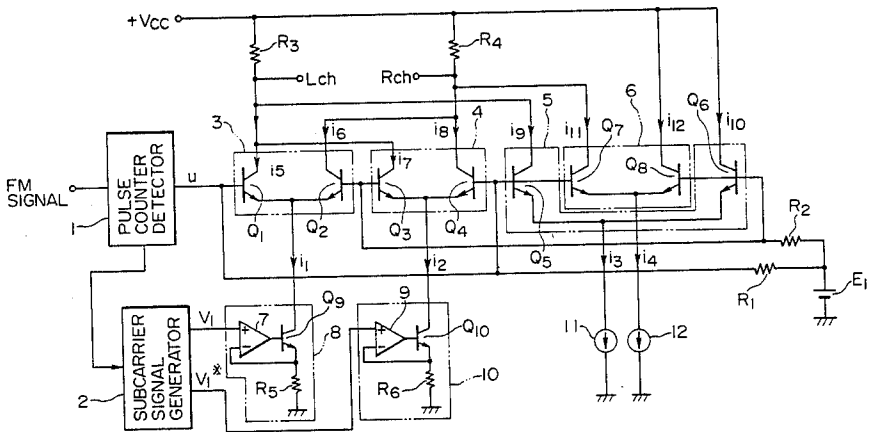 +Vcc
R3
R4
Lch
Rch
3
i6
i8
4
i9
5
i11
6
i12
Q6
i10
i5
i7
Q7
Q8
FM
SIGNAL
PULSE
COUNTER
DETECTOR
1
u
Q1
Q2
Q3
Q4
Q5
R2
i1
i2
i3
i4
R1
E1
V1
7
Q9
8
9
Q10
11
12
SUBCARRIER
SIGNAL
GENERATOR
2
V1*
+
−
R5
+
−
R6
10